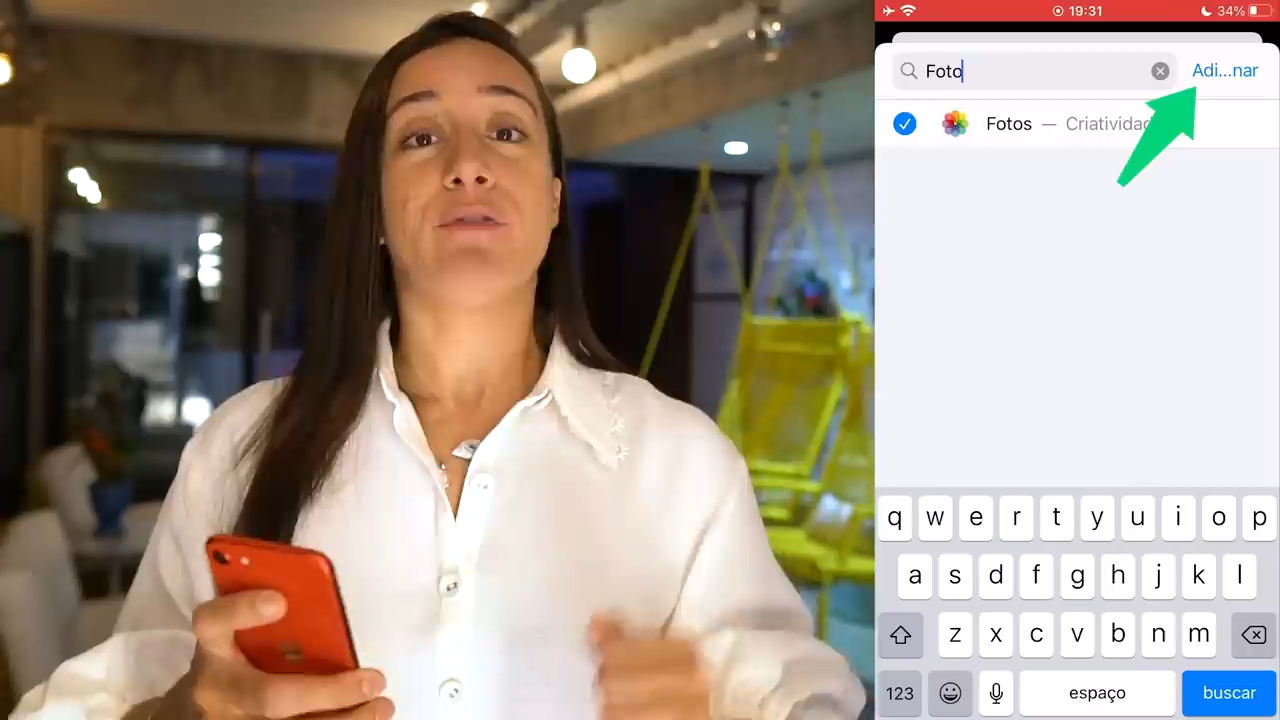 19:31
34%
Foto
Adi...nar
Fotos — Criatividad
q w e r t y u i o p
a s d f g h j k l
z x c v b n m
123
espaço
buscar